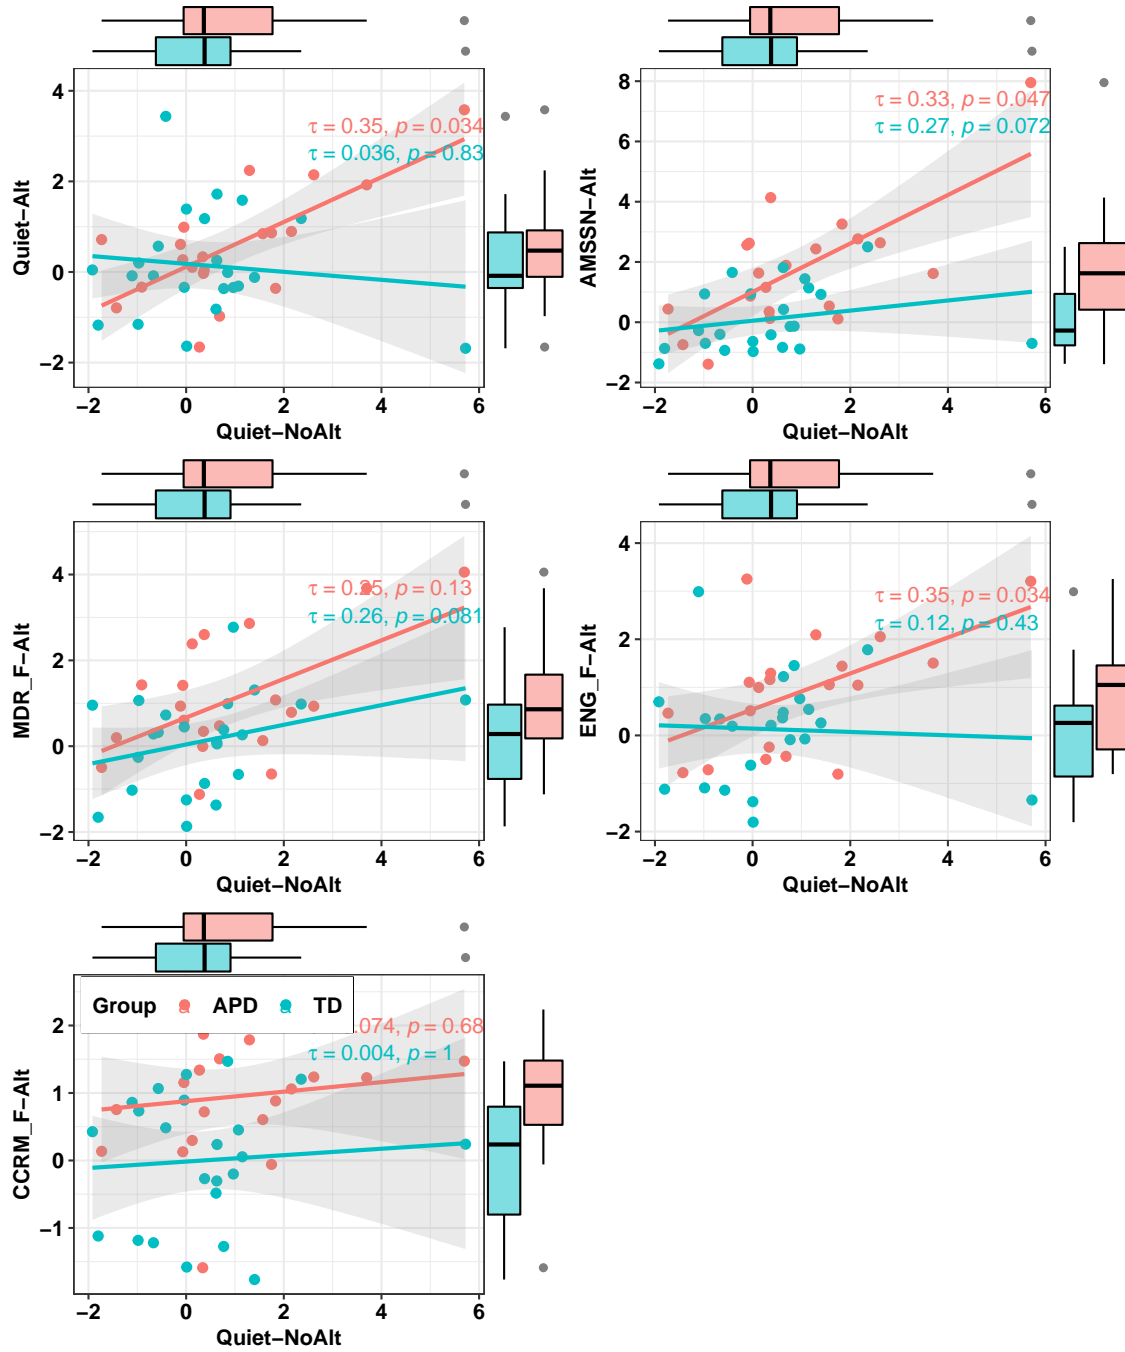 4
2
0
−2
Quiet−Alt
τ = 0.35, p = 0.034
τ = 0.036, p = 0.83
−2 0 2 4 6
Quiet−NoAlt
8
6
4
2
0
−2
AMSSN−Alt
τ = 0.33, p = 0.047
τ = 0.27, p = 0.072
−2 0 2 4 6
Quiet−NoAlt
4
2
0
−2
MDR_F−Alt
τ = 0.25, p = 0.13
τ = 0.26, p = 0.081
−2 0 2 4 6
Quiet−NoAlt
4
2
0
−2
ENG_F−Alt
τ = 0.35, p = 0.034
τ = 0.12, p = 0.43
−2 0 2 4 6
Quiet−NoAlt
Group a APD a TD
2
1
0
−1
CCRM_F−Alt
.074, p = 0.68
τ = 0.004, p = 1
−2 0 2 4 6
Quiet−NoAlt